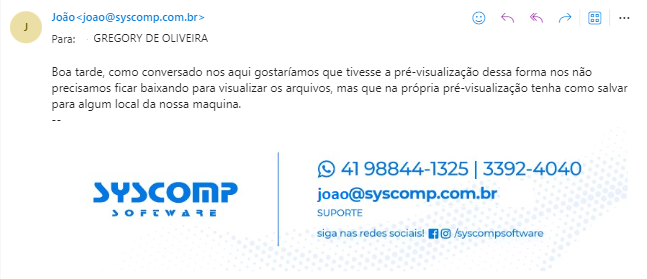 J
João<joao@syscomp.com.br>
Para: GREGORY DE OLIVEIRA
Boa tarde, como conversado nos aqui gostaríamos que tivesse a pré-visualização dessa forma nos não
precisamos ficar baixando para visualizar os arquivos, mas que na própria pré-visualização tenha como salvar
para algum local da nossa maquina.
--
SYSCOMP
SOFTWARE
41 98844-1325 | 3392-4040
joao@syscomp.com.br
SUPORTE
siga nas redes sociais! /syscompsoftware